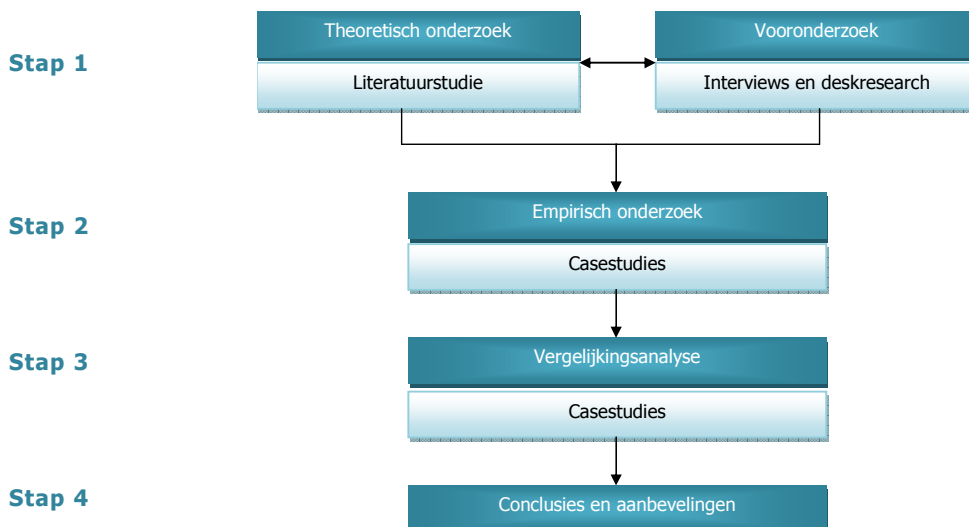 Stap 1
Theoretisch onderzoek
Literatuurstudie
Vooronderzoek
Interviews en deskresearch
Stap 2
Empirisch onderzoek
Casestudies
Stap 3
Vergelijkingsanalyse
Casestudies
Stap 4
Conclusies en aanbevelingen